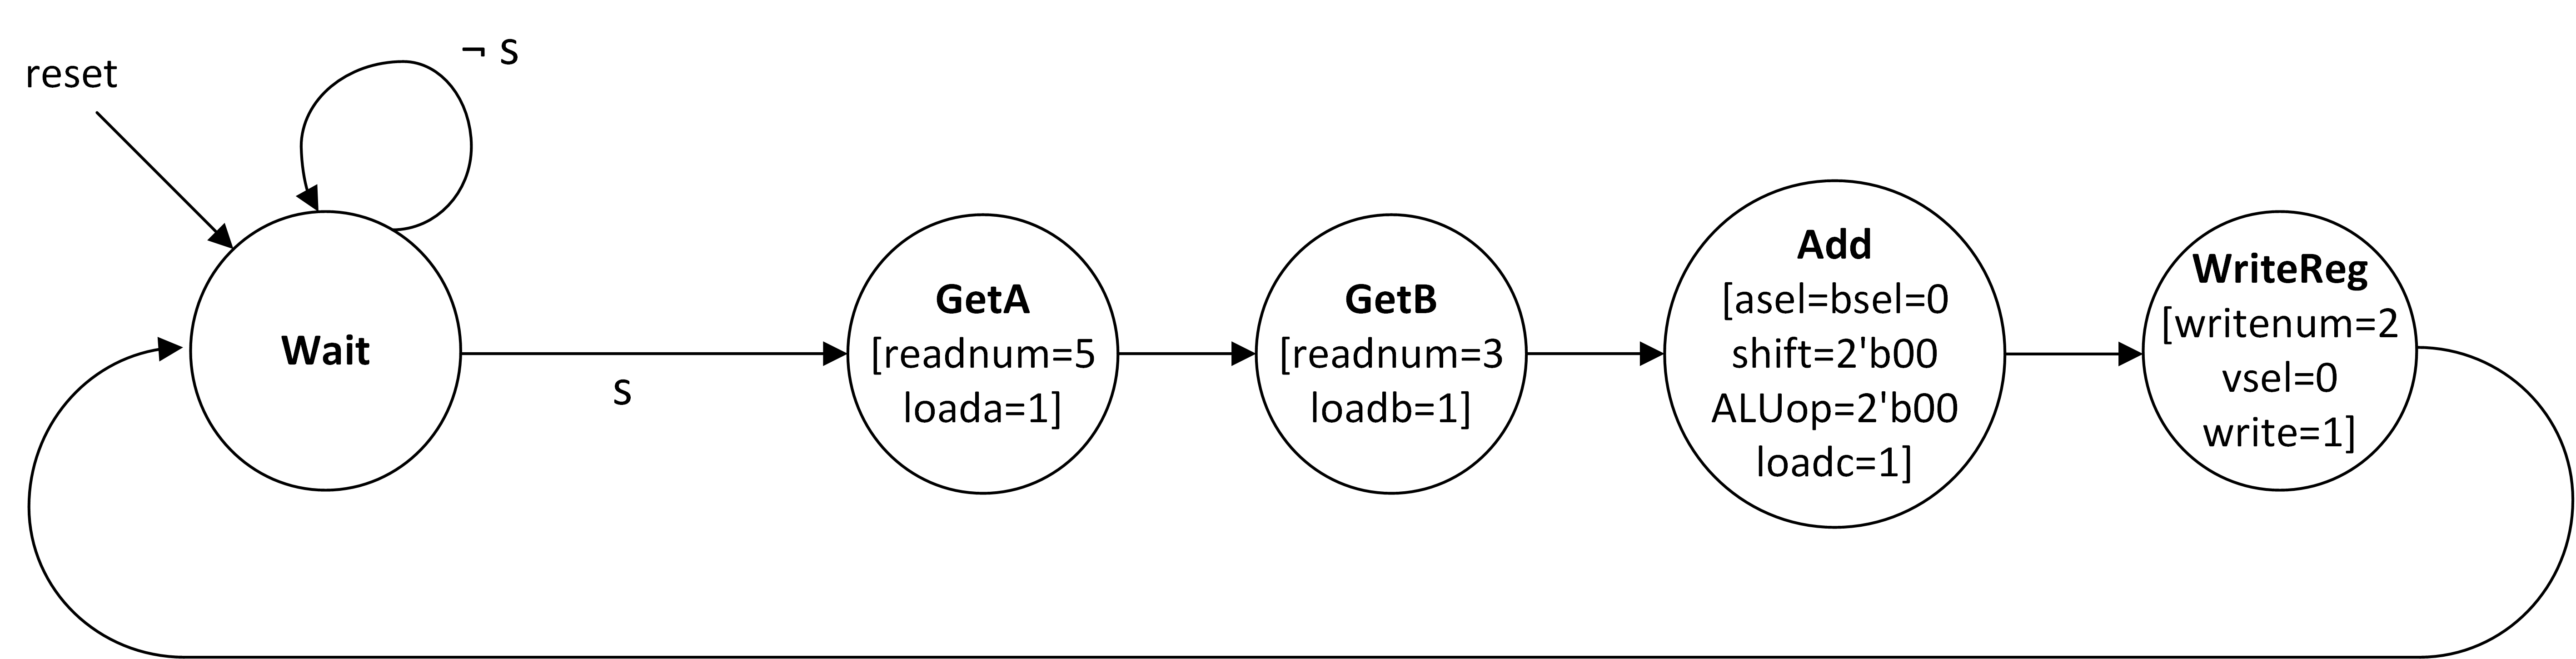 reset
¬ s
Wait
s
GetA
[readnum=5
loada=1]
GetB
[readnum=3
loadb=1]
Add
[asel=bsel=0
shift=2'b00
ALUop=2'b00
loadc=1]
WriteReg
[writenum=2
vsel=0
write=1]